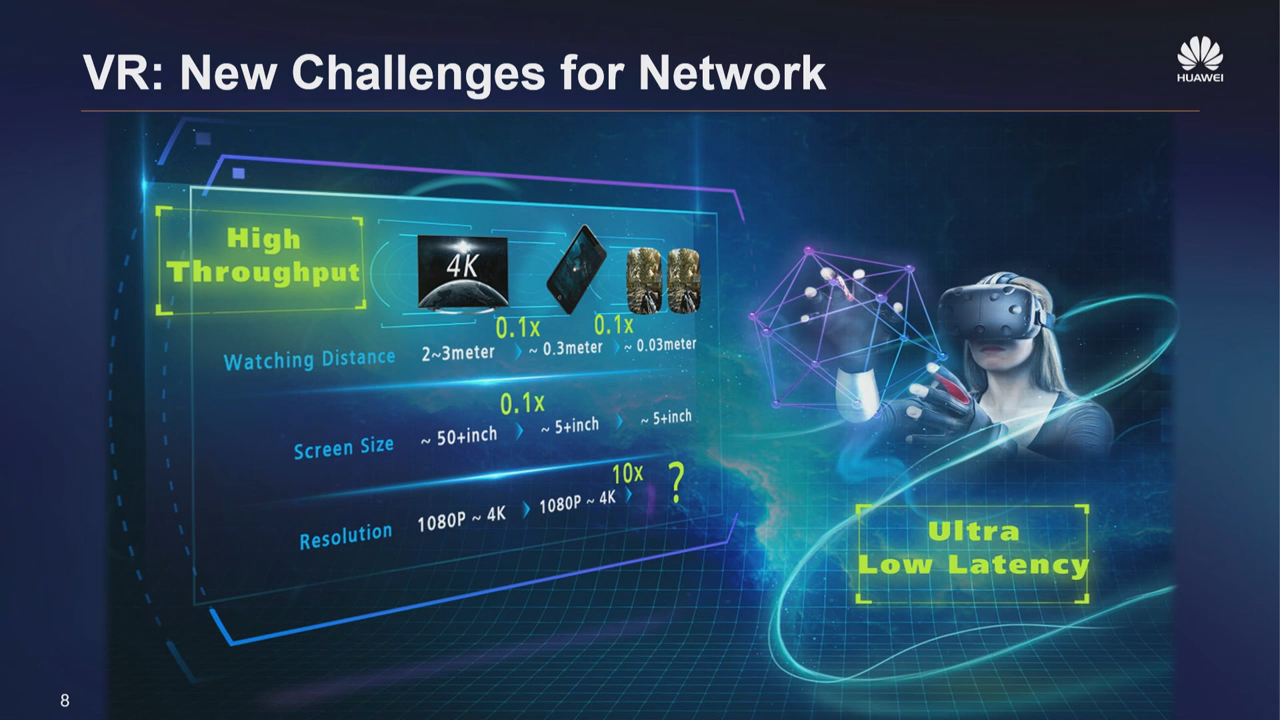 VR: New Challenges for Network
HUAWEI
High
Throughput
4K
0.1x 0.1x
Watching Distance 2~3meter ~ 0.3meter ~ 0.03meter
0.1x
Screen Size ~ 50+inch ~ 5+inch ~ 5+inch
10x ?
Resolution 1080P ~ 4K 1080P ~ 4K
Ultra
Low Latency
8